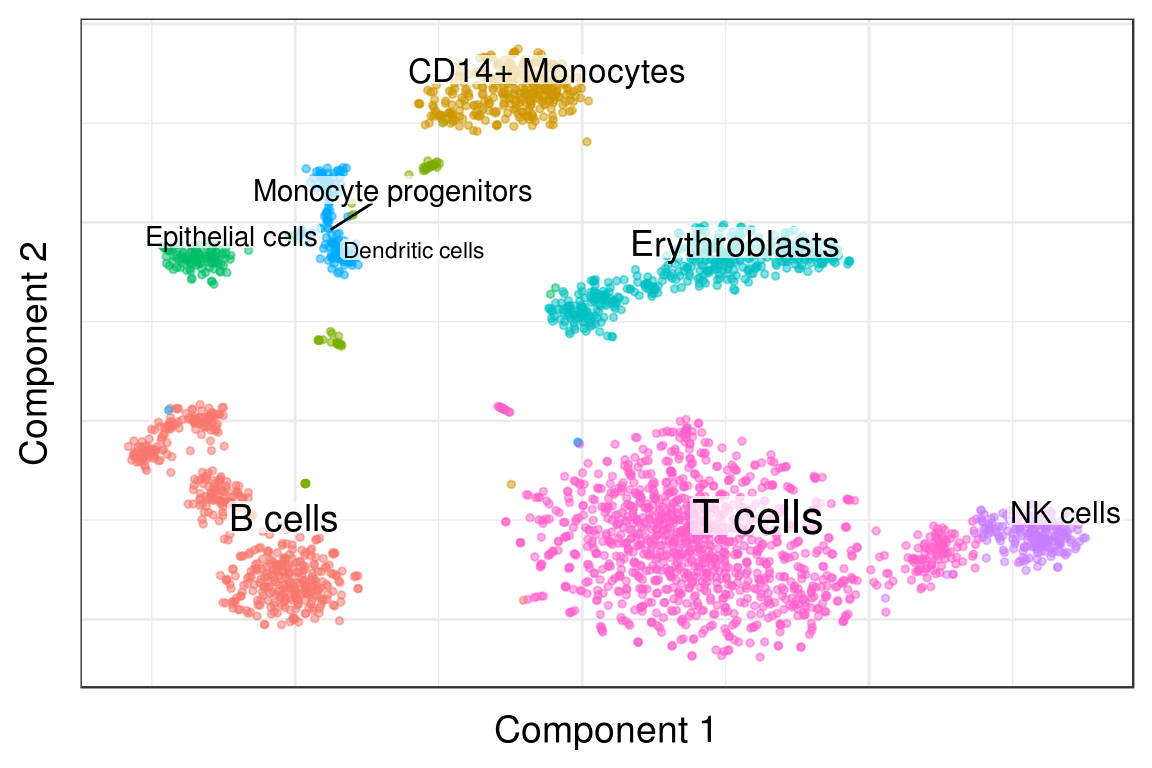 CD14+ Monocytes
Monocyte progenitors
Epithelial cells
Dendritic cells
Erythroblasts
B cells
T cells
NK cells
Component 2
Component 1